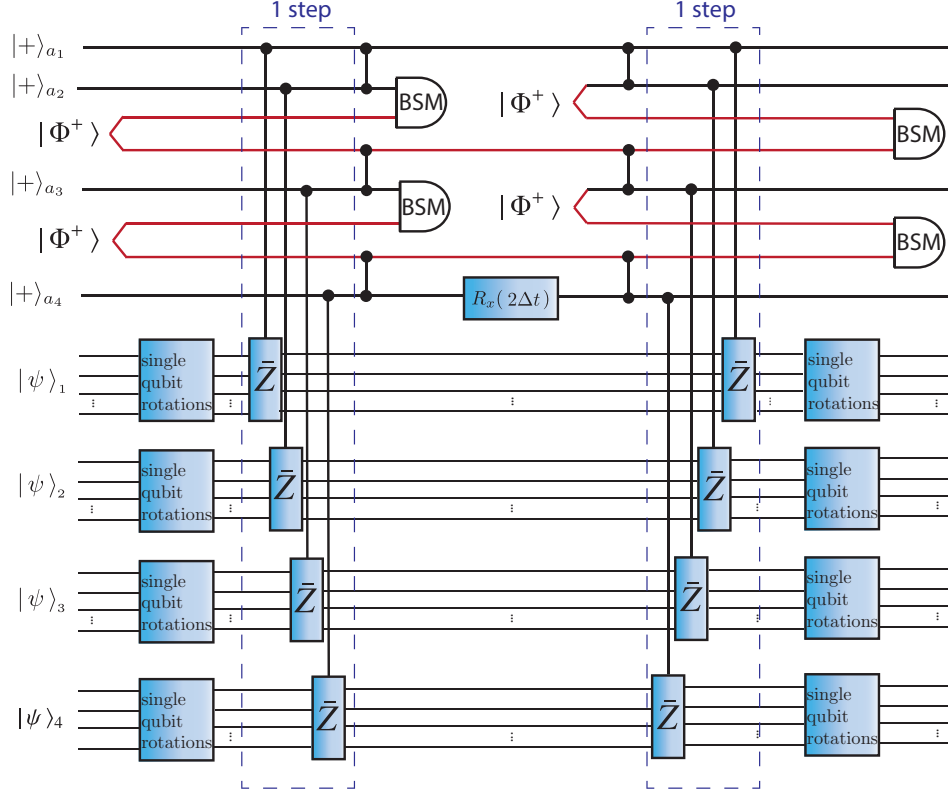 1 step 1 step
|+⟩a₁
|+⟩a₂
BSM
|Φ⁺⟩
|Φ⁺⟩
BSM
|+⟩a₃
BSM
|Φ⁺⟩
|Φ⁺⟩
BSM
|+⟩a₄
Rₓ(2Δt)
|ψ⟩₁
single
qubit
rotations
Z̄
Z̄
single
qubit
rotations
|ψ⟩₂
single
qubit
rotations
Z̄
Z̄
single
qubit
rotations
|ψ⟩₃
single
qubit
rotations
Z̄
Z̄
single
qubit
rotations
|ψ⟩₄
single
qubit
rotations
Z̄
Z̄
single
qubit
rotations